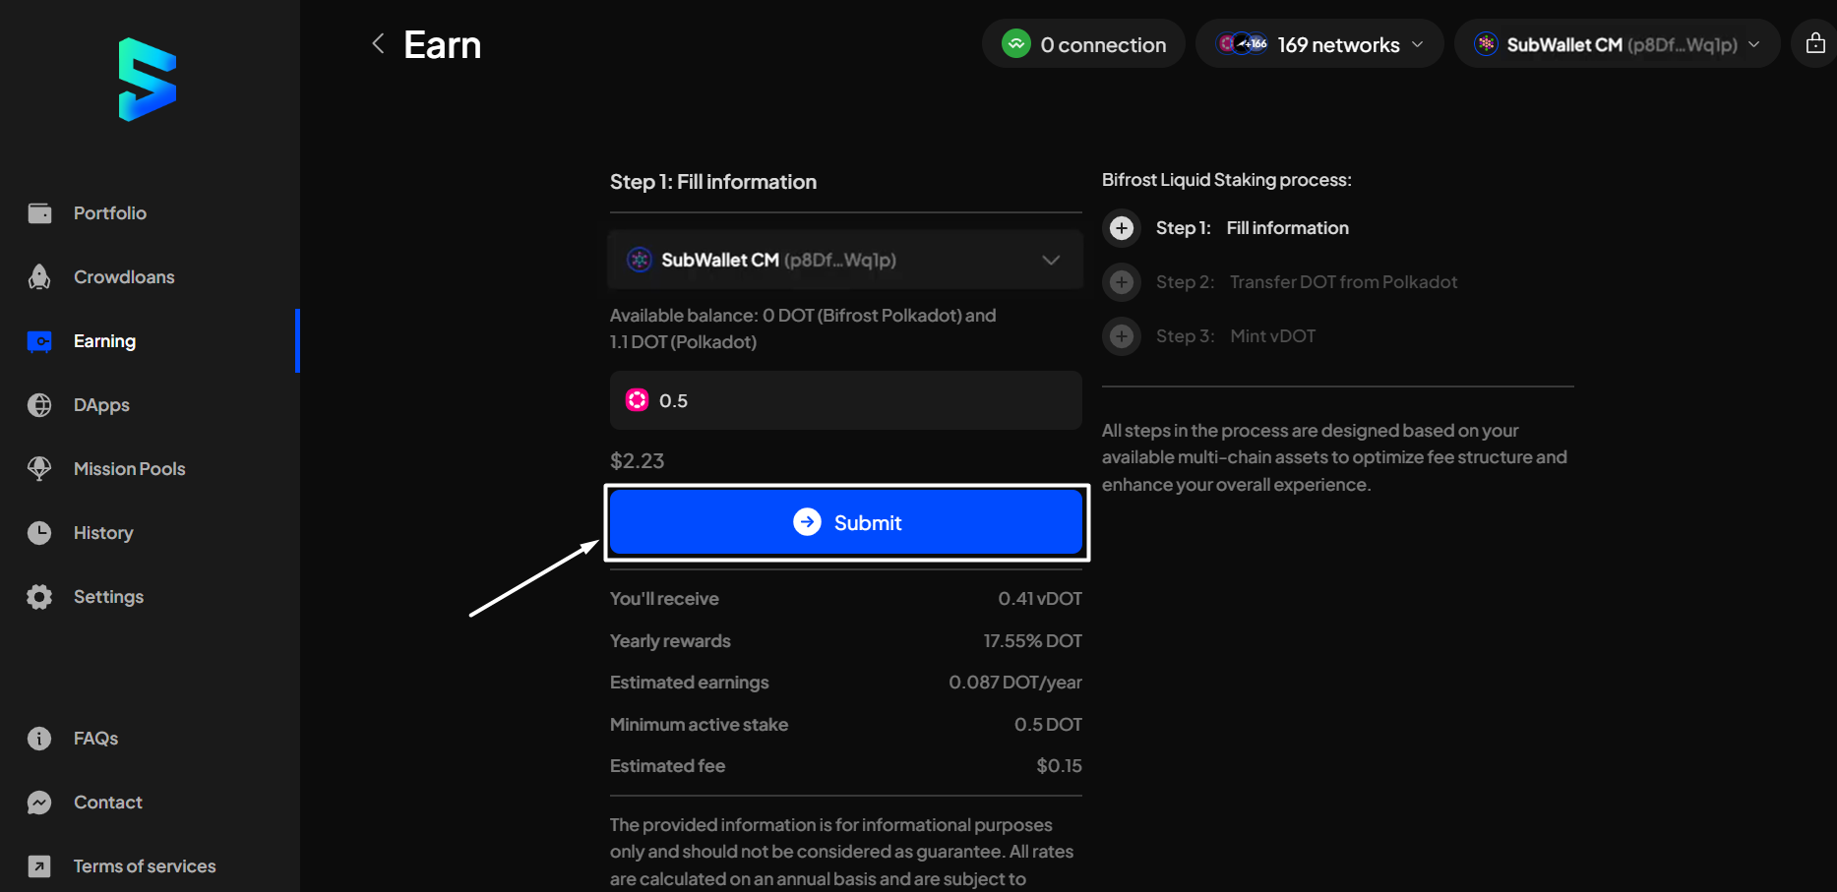 Earn
0 connection
+166 169 networks
SubWallet CM (p8Df...Wq1p)
Portfolio
Crowdloans
Earning
DApps
Mission Pools
History
Settings
FAQs
Contact
Terms of services
Step 1: Fill information
SubWallet CM (p8Df...Wq1p)
Available balance: 0 DOT (Bifrost Polkadot) and
1.1 DOT (Polkadot)
0.5
$2.23
Submit
You'll receive 0.41 vDOT
Yearly rewards 17.55% DOT
Estimated earnings 0.087 DOT/year
Minimum active stake 0.5 DOT
Estimated fee $0.15
The provided information is for informational purposes
only and should not be considered as guarantee. All rates
are calculated on an annual basis and are subject to
Bifrost Liquid Staking process:
Step 1: Fill information
Step 2: Transfer DOT from Polkadot
Step 3: Mint vDOT
All steps in the process are designed based on your
available multi-chain assets to optimize fee structure and
enhance your overall experience.